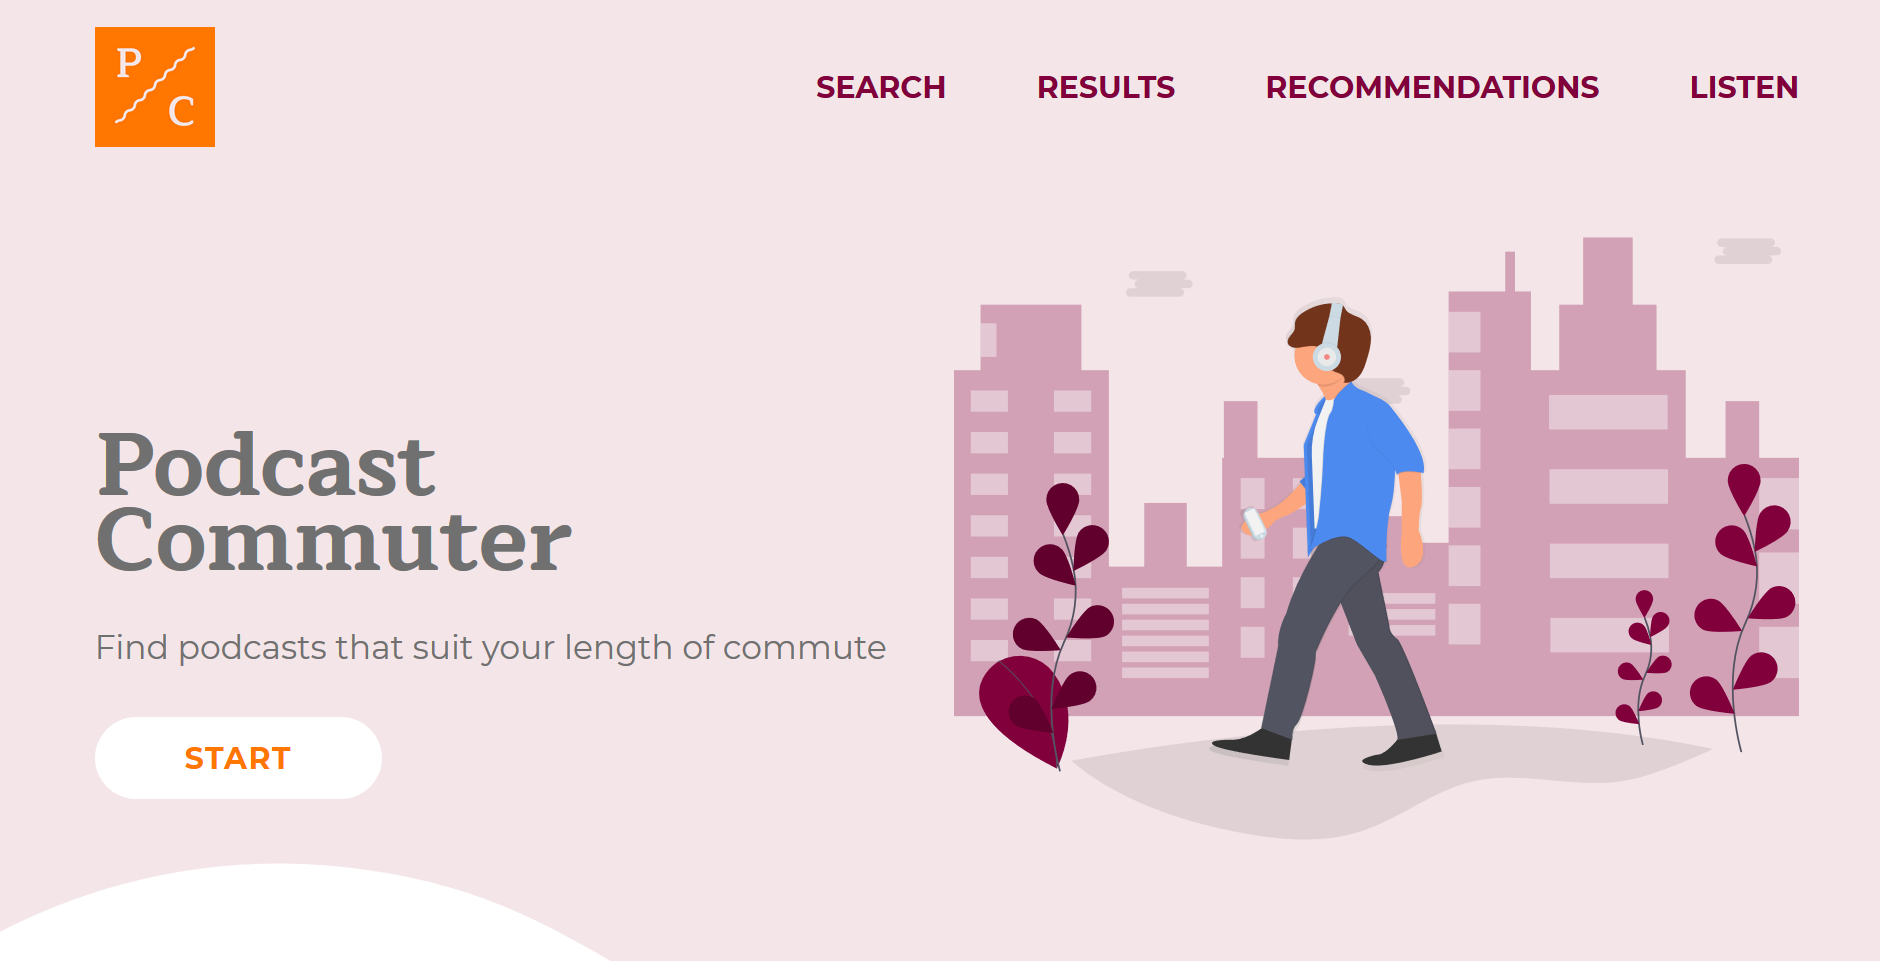 P
C
SEARCH RESULTS RECOMMENDATIONS LISTEN
Podcast
Commuter
Find podcasts that suit your length of commute
START